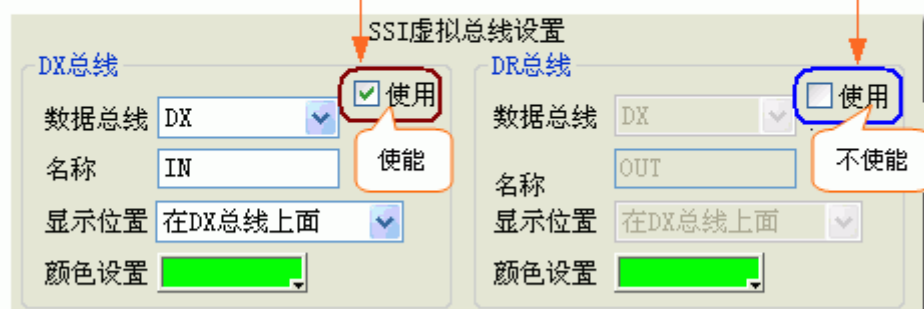 SSI虚拟总线设置
DX总线
使用
数据总线 DX
使能
名称 IN
显示位置 在DX总线上面
颜色设置
DR总线
使用
数据总线 DX
不使能
名称 OUT
显示位置 在DX总线上面
颜色设置